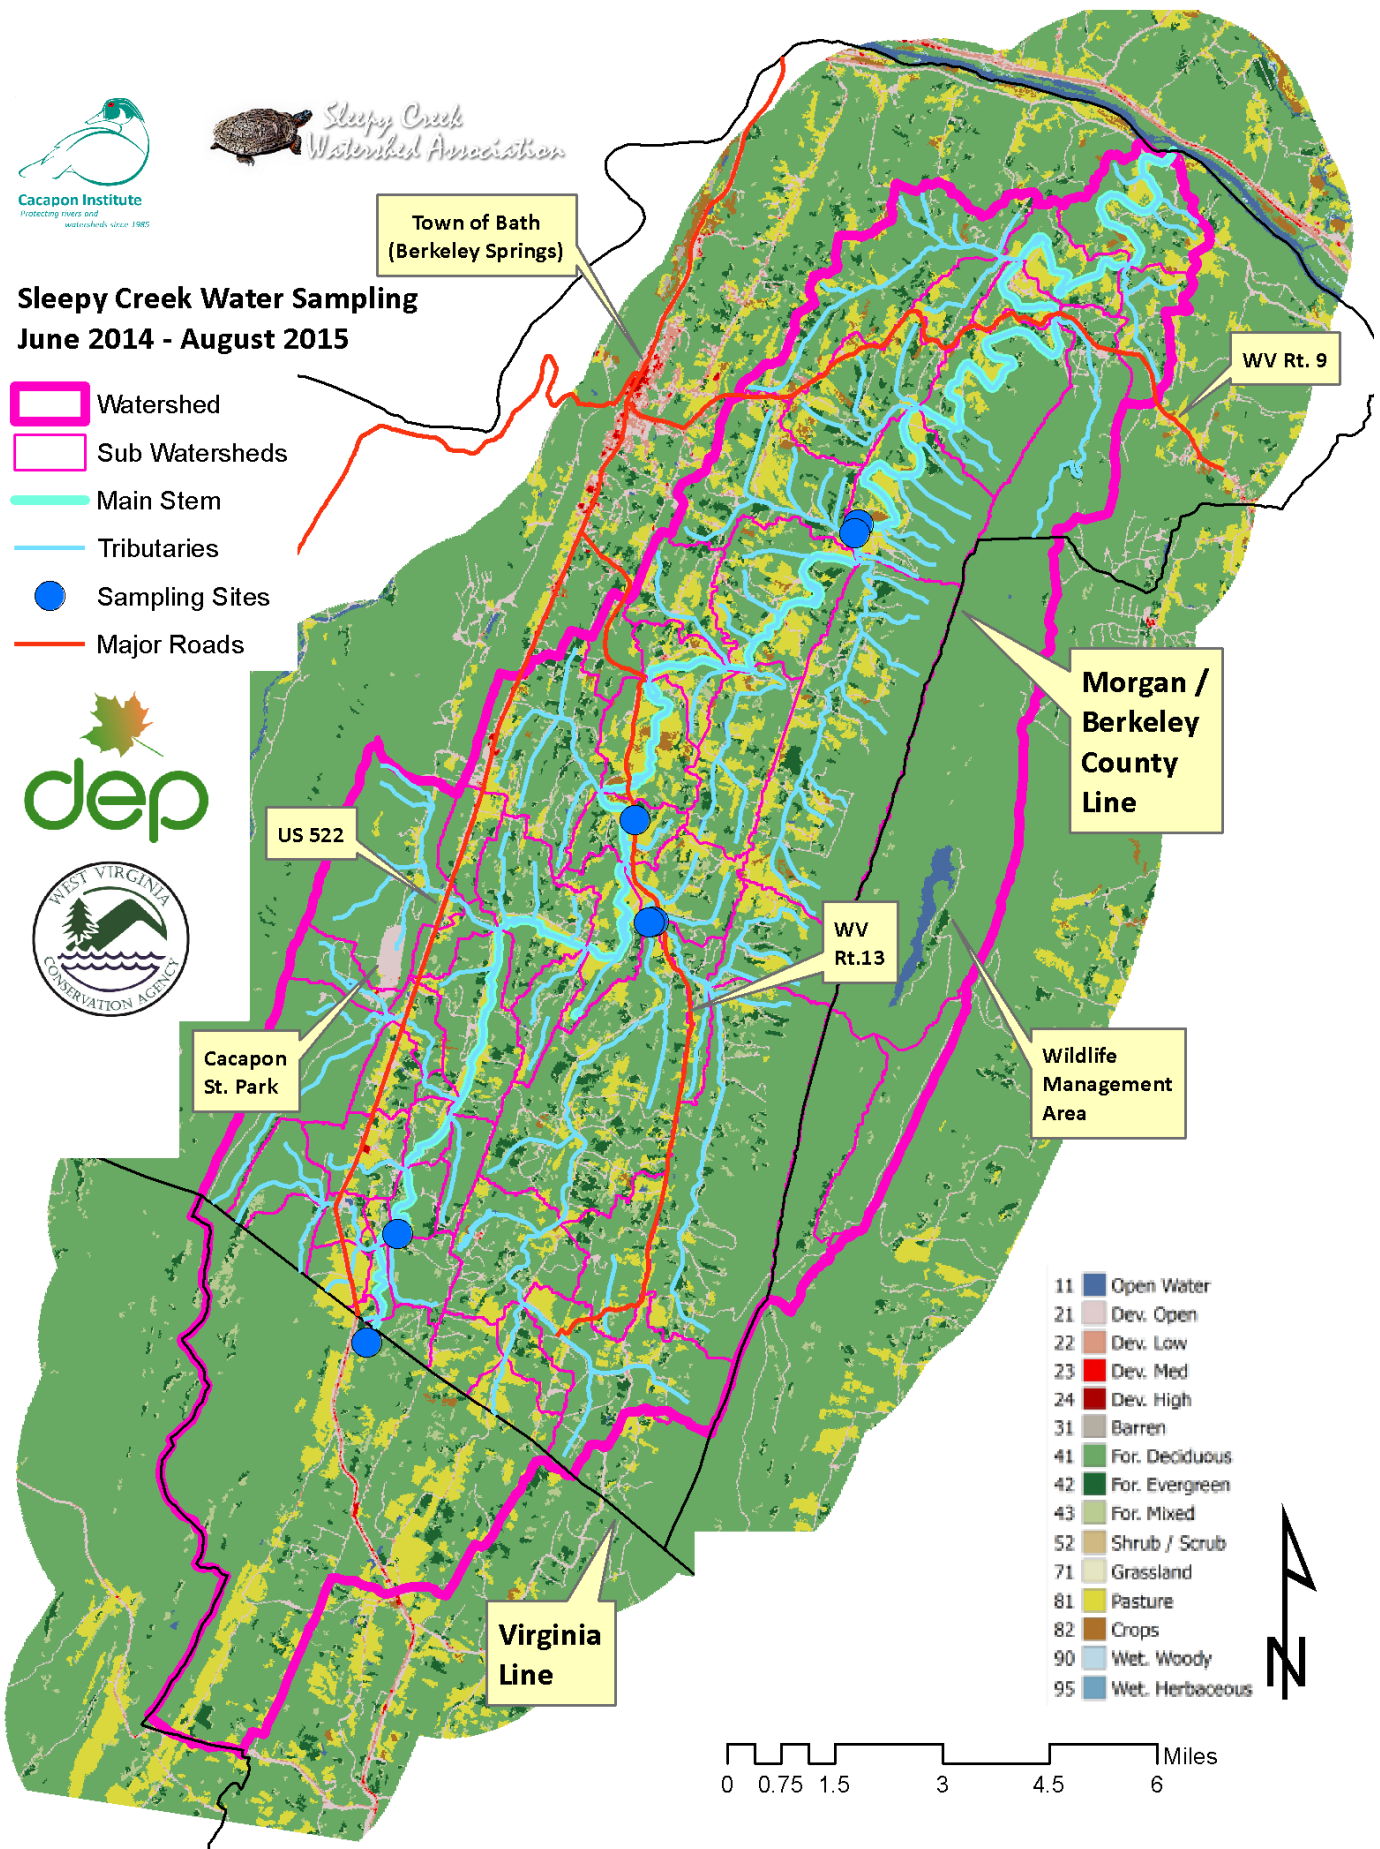 Cacapon Institute
Protecting rivers and
watersheds since 1985
Sleepy Creek
Watershed Association
Sleepy Creek Water Sampling
June 2014 - August 2015
Watershed
Sub Watersheds
Main Stem
Tributaries
Sampling Sites
Major Roads
dep
WEST VIRGINIA
CONSERVATION AGENCY
Town of Bath
(Berkeley Springs)
WV Rt. 9
Morgan /
Berkeley
County
Line
US 522
WV
Rt.13
Cacapon
St. Park
Wildlife
Management
Area
Virginia
Line
11 Open Water
21 Dev. Open
22 Dev. Low
23 Dev. Med
24 Dev. High
31 Barren
41 For. Deciduous
42 For. Evergreen
43 For. Mixed
52 Shrub / Scrub
71 Grassland
81 Pasture
82 Crops
90 Wet. Woody
95 Wet. Herbaceous
N
Miles
0 0.75 1.5 3 4.5 6